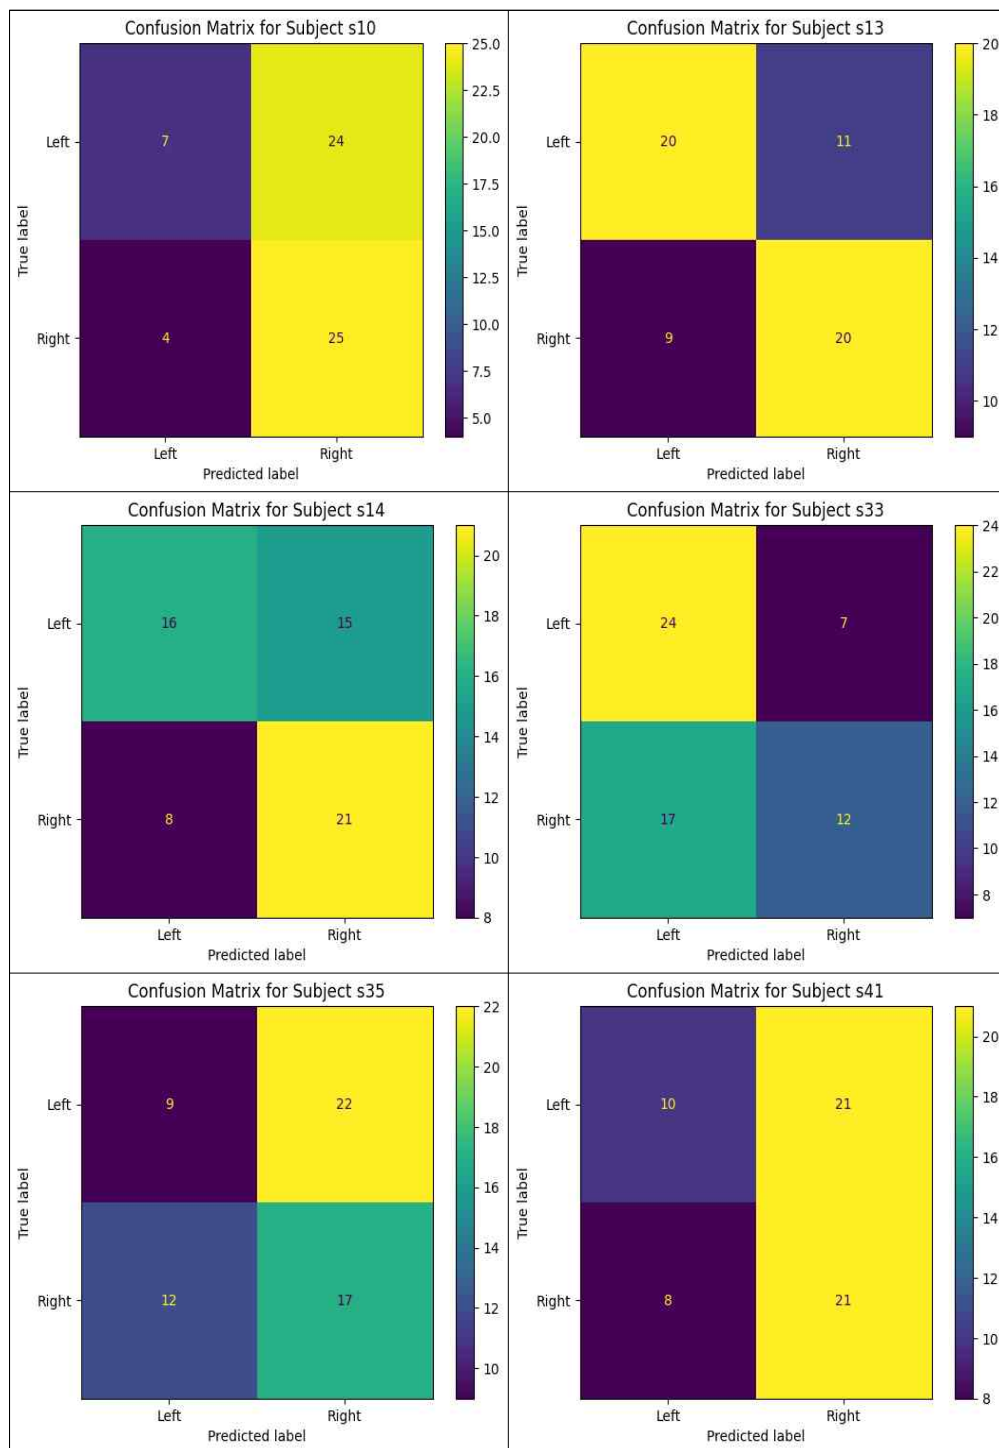 Confusion Matrix for Subject s10
25.0
22.5
20.0
17.5
15.0
12.5
10.0
7.5
5.0
True label
Left
7
24
Right
4
25
Left
Right
Predicted label
Confusion Matrix for Subject s13
20
18
16
14
12
10
True label
20
11
9
20
Left
Right
Predicted label
Confusion Matrix for Subject s14
20
18
16
14
12
10
8
True label
Left
16
15
Right
8
21
Left
Right
Predicted label
Confusion Matrix for Subject s33
24
22
20
18
16
14
12
10
8
True label
Left
24
7
Right
17
12
Left
Right
Predicted label
Confusion Matrix for Subject s35
22
20
18
16
14
12
10
True label
Left
9
22
Right
12
17
Left
Right
Predicted label
Confusion Matrix for Subject s41
20
18
16
14
12
10
8
True label
Left
10
21
Right
8
21
Left
Right
Predicted label